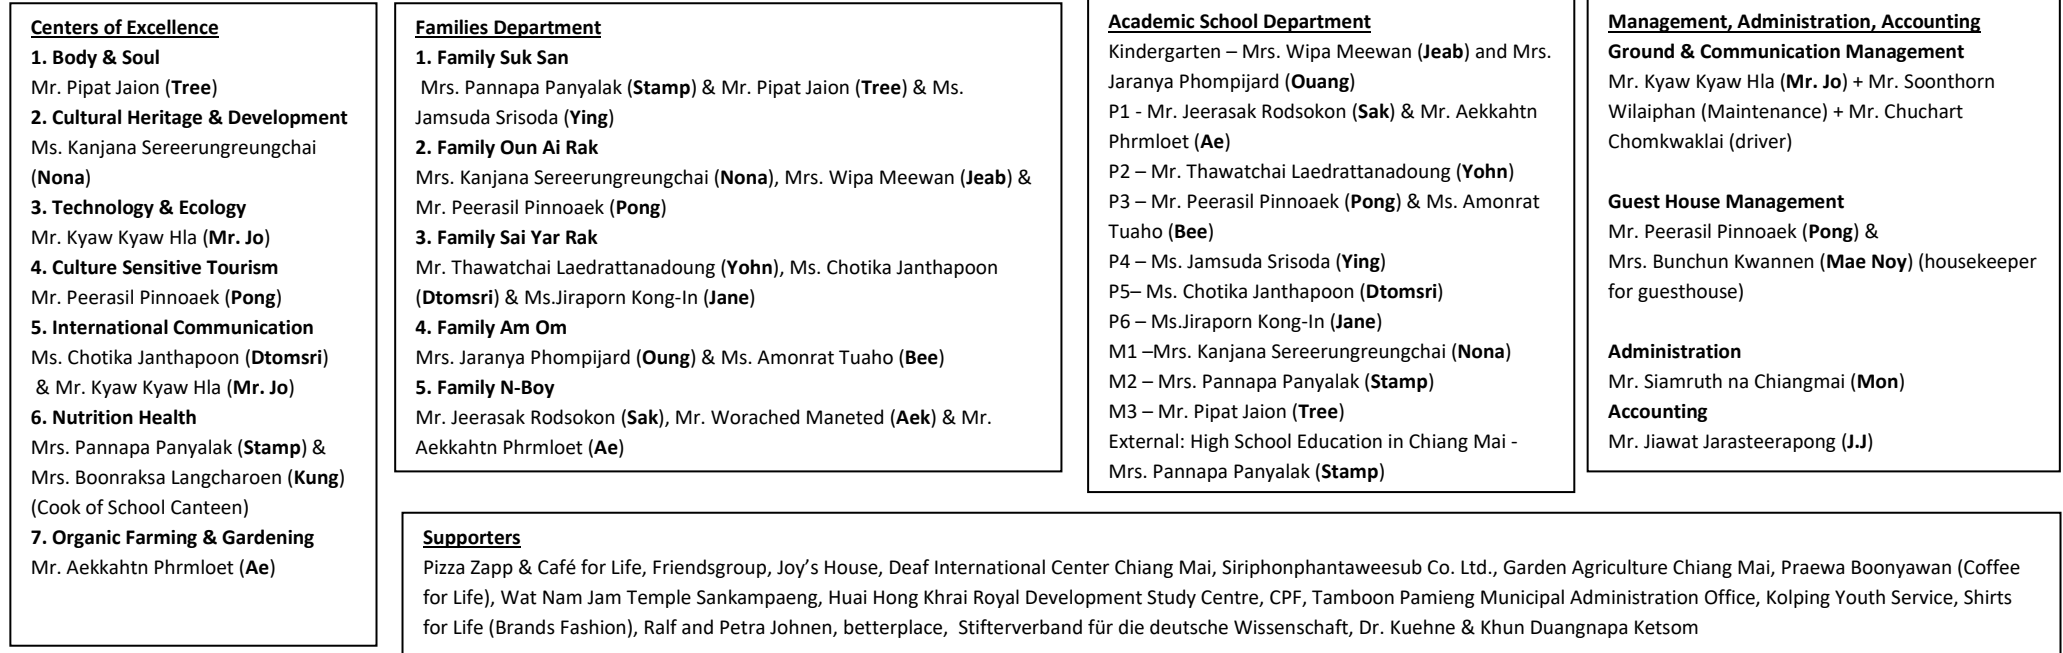 Centers of Excellence
1. Body & Soul
Mr. Pipat Jaion (Tree)
2. Cultural Heritage & Development
Ms. Kanjana Sereerungreungchai
(Nona)
3. Technology & Ecology
Mr. Kyaw Kyaw Hla (Mr. Jo)
4. Culture Sensitive Tourism
Mr. Peerasil Pinnoaek (Pong)
5. International Communication
Ms. Chotika Janthapoon (Dtomsri)
& Mr. Kyaw Kyaw Hla (Mr. Jo)
6. Nutrition Health
Mrs. Pannapa Panyalak (Stamp) &
Mrs. Boonraksa Langcharoen (Kung)
(Cook of School Canteen)
7. Organic Farming & Gardening
Mr. Aekkahtn Phrmloet (Ae)
Families Department
1. Family Suk San
Mrs. Pannapa Panyalak (Stamp) & Mr. Pipat Jaion (Tree) & Ms.
Jamsuda Srisoda (Ying)
2. Family Oun Ai Rak
Mrs. Kanjana Sereerungreungchai (Nona), Mrs. Wipa Meewan (Jeab) &
Mr. Peerasil Pinnoaek (Pong)
3. Family Sai Yar Rak
Mr. Thawatchai Laedrattanadoung (Yohn), Ms. Chotika Janthapoon
(Dtomsri) & Ms.Jiraporn Kong-In (Jane)
4. Family Am Om
Mrs. Jaranya Phompijard (Oung) & Ms. Amonrat Tuaho (Bee)
5. Family N-Boy
Mr. Jeerasak Rodsokon (Sak), Mr. Worached Maneted (Aek) & Mr.
Aekkahtn Phrmloet (Ae)
Academic School Department
Kindergarten – Mrs. Wipa Meewan (Jeab) and Mrs.
Jaranya Phompijard (Ouang)
P1 - Mr. Jeerasak Rodsokon (Sak) & Mr. Aekkahtn
Phrmloet (Ae)
P2 – Mr. Thawatchai Laedrattanadoung (Yohn)
P3 – Mr. Peerasil Pinnoaek (Pong) & Ms. Amonrat
Tuaho (Bee)
P4 – Ms. Jamsuda Srisoda (Ying)
P5– Ms. Chotika Janthapoon (Dtomsri)
P6 – Ms.Jiraporn Kong-In (Jane)
M1 –Mrs. Kanjana Sereerungreungchai (Nona)
M2 – Mrs. Pannapa Panyalak (Stamp)
M3 – Mr. Pipat Jaion (Tree)
External: High School Education in Chiang Mai -
Mrs. Pannapa Panyalak (Stamp)
Management, Administration, Accounting
Ground & Communication Management
Mr. Kyaw Kyaw Hla (Mr. Jo) + Mr. Soonthorn
Wilaiphan (Maintenance) + Mr. Chuchart
Chomkwaklai (driver)
Guest House Management
Mr. Peerasil Pinnoaek (Pong) &
Mrs. Bunchun Kwannen (Mae Noy) (housekeeper
for guesthouse)
Administration
Mr. Siamruth na Chiangmai (Mon)
Accounting
Mr. Jiawat Jarasteerapong (J.J)
Supporters
Pizza Zapp & Café for Life, Friendsgroup, Joy’s House, Deaf International Center Chiang Mai, Siriphonphantaweesub Co. Ltd., Garden Agriculture Chiang Mai, Praewa Boonyawan (Coffee
for Life), Wat Nam Jam Temple Sankampaeng, Huai Hong Khrai Royal Development Study Centre, CPF, Tamboon Pamieng Municipal Administration Office, Kolping Youth Service, Shirts
for Life (Brands Fashion), Ralf and Petra Johnen, betterplace, Stifterverband für die deutsche Wissenschaft, Dr. Kuehne & Khun Duangnapa Ketsom